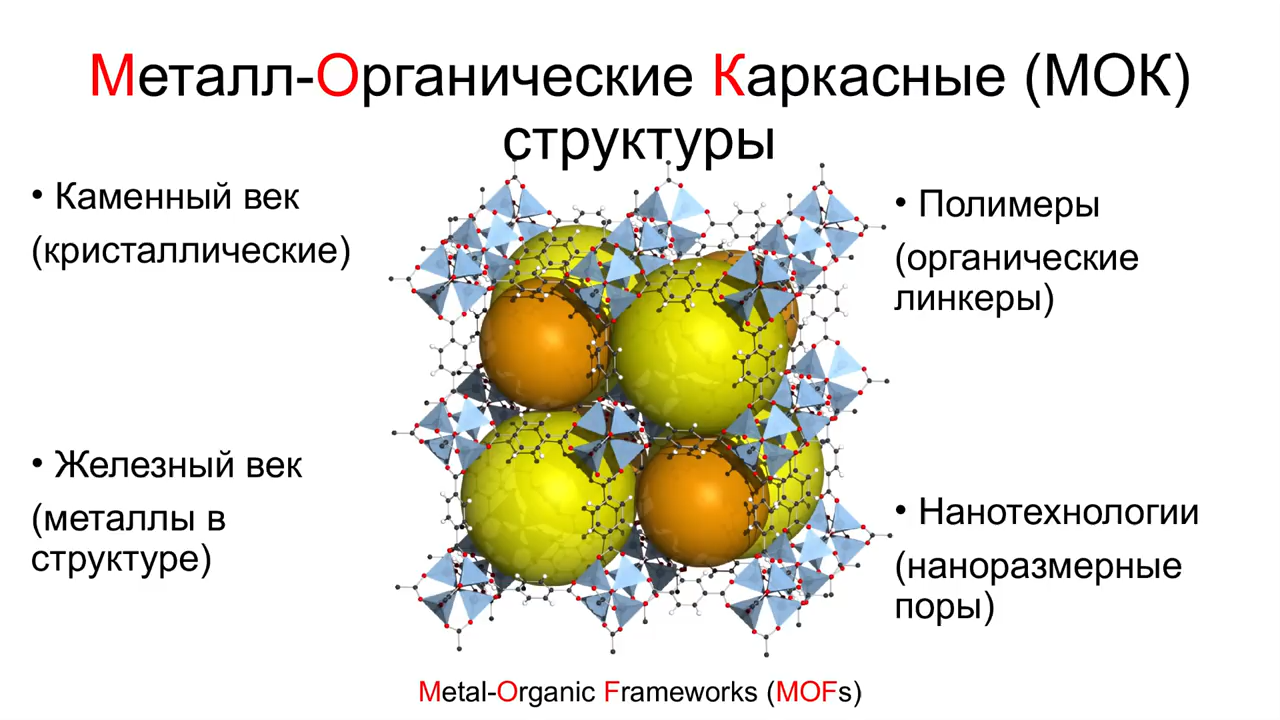 Металл-Органические Каркасные (МОК)
структуры
• Каменный век
(кристаллические)
• Железный век
(металлы в
структуре)
• Полимеры
(органические
линкеры)
• Нанотехнологии
(наноразмерные
поры)
Metal-Organic Frameworks (MOFs)